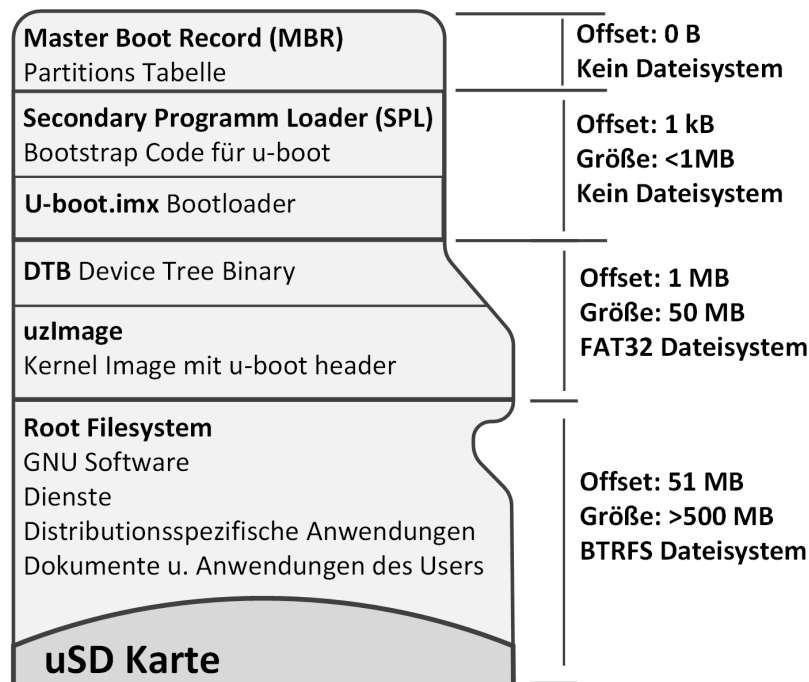 Master Boot Record (MBR)
Partitions Tabelle
Offset: 0 B
Kein Dateisystem
Secondary Programm Loader (SPL)
Bootstrap Code für u-boot
U-boot.imx Bootloader
Offset: 1 kB
Größe: <1MB
Kein Dateisystem
DTB Device Tree Binary
uzImage
Kernel Image mit u-boot header
Offset: 1 MB
Größe: 50 MB
FAT32 Dateisystem
Root Filesystem
GNU Software
Dienste
Distributionsspezifische Anwendungen
Dokumente u. Anwendungen des Users
Offset: 51 MB
Größe: >500 MB
BTRFS Dateisystem
uSD Karte